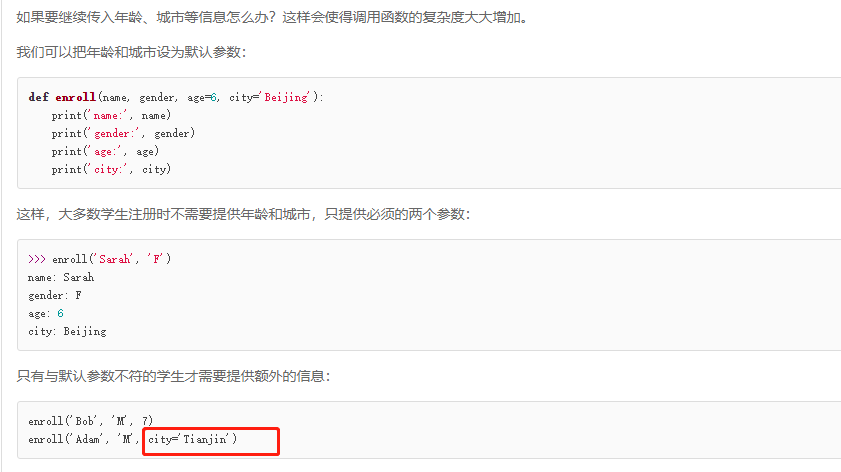 如果要继续传入年龄、城市等信息怎么办？这样会使得调用函数的复杂度大大增加。
我们可以把年龄和城市设为默认参数：
def enroll(name, gender, age=6, city='Beijing'):
    print('name:', name)
    print('gender:', gender)
    print('age:', age)
    print('city:', city)
这样，大多数学生注册时不需要提供年龄和城市，只提供必须的两个参数：
>>> enroll('Sarah', 'F')
name: Sarah
gender: F
age: 6
city: Beijing
只有与默认参数不符的学生才需要提供额外的信息：
enroll('Bob', 'M', 7)
enroll('Adam', 'M', city='Tianjin')